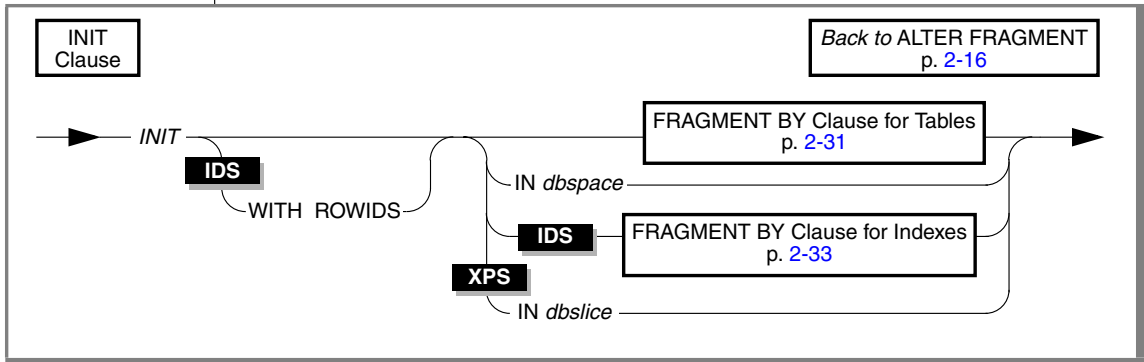 INIT
Clause
Back to ALTER FRAGMENT
p. 2-16
INIT
FRAGMENT BY Clause for Tables
p. 2-31
IDS
IN dbspace
WITH ROWIDS
IDS
FRAGMENT BY Clause for Indexes
p. 2-33
XPS
IN dbslice